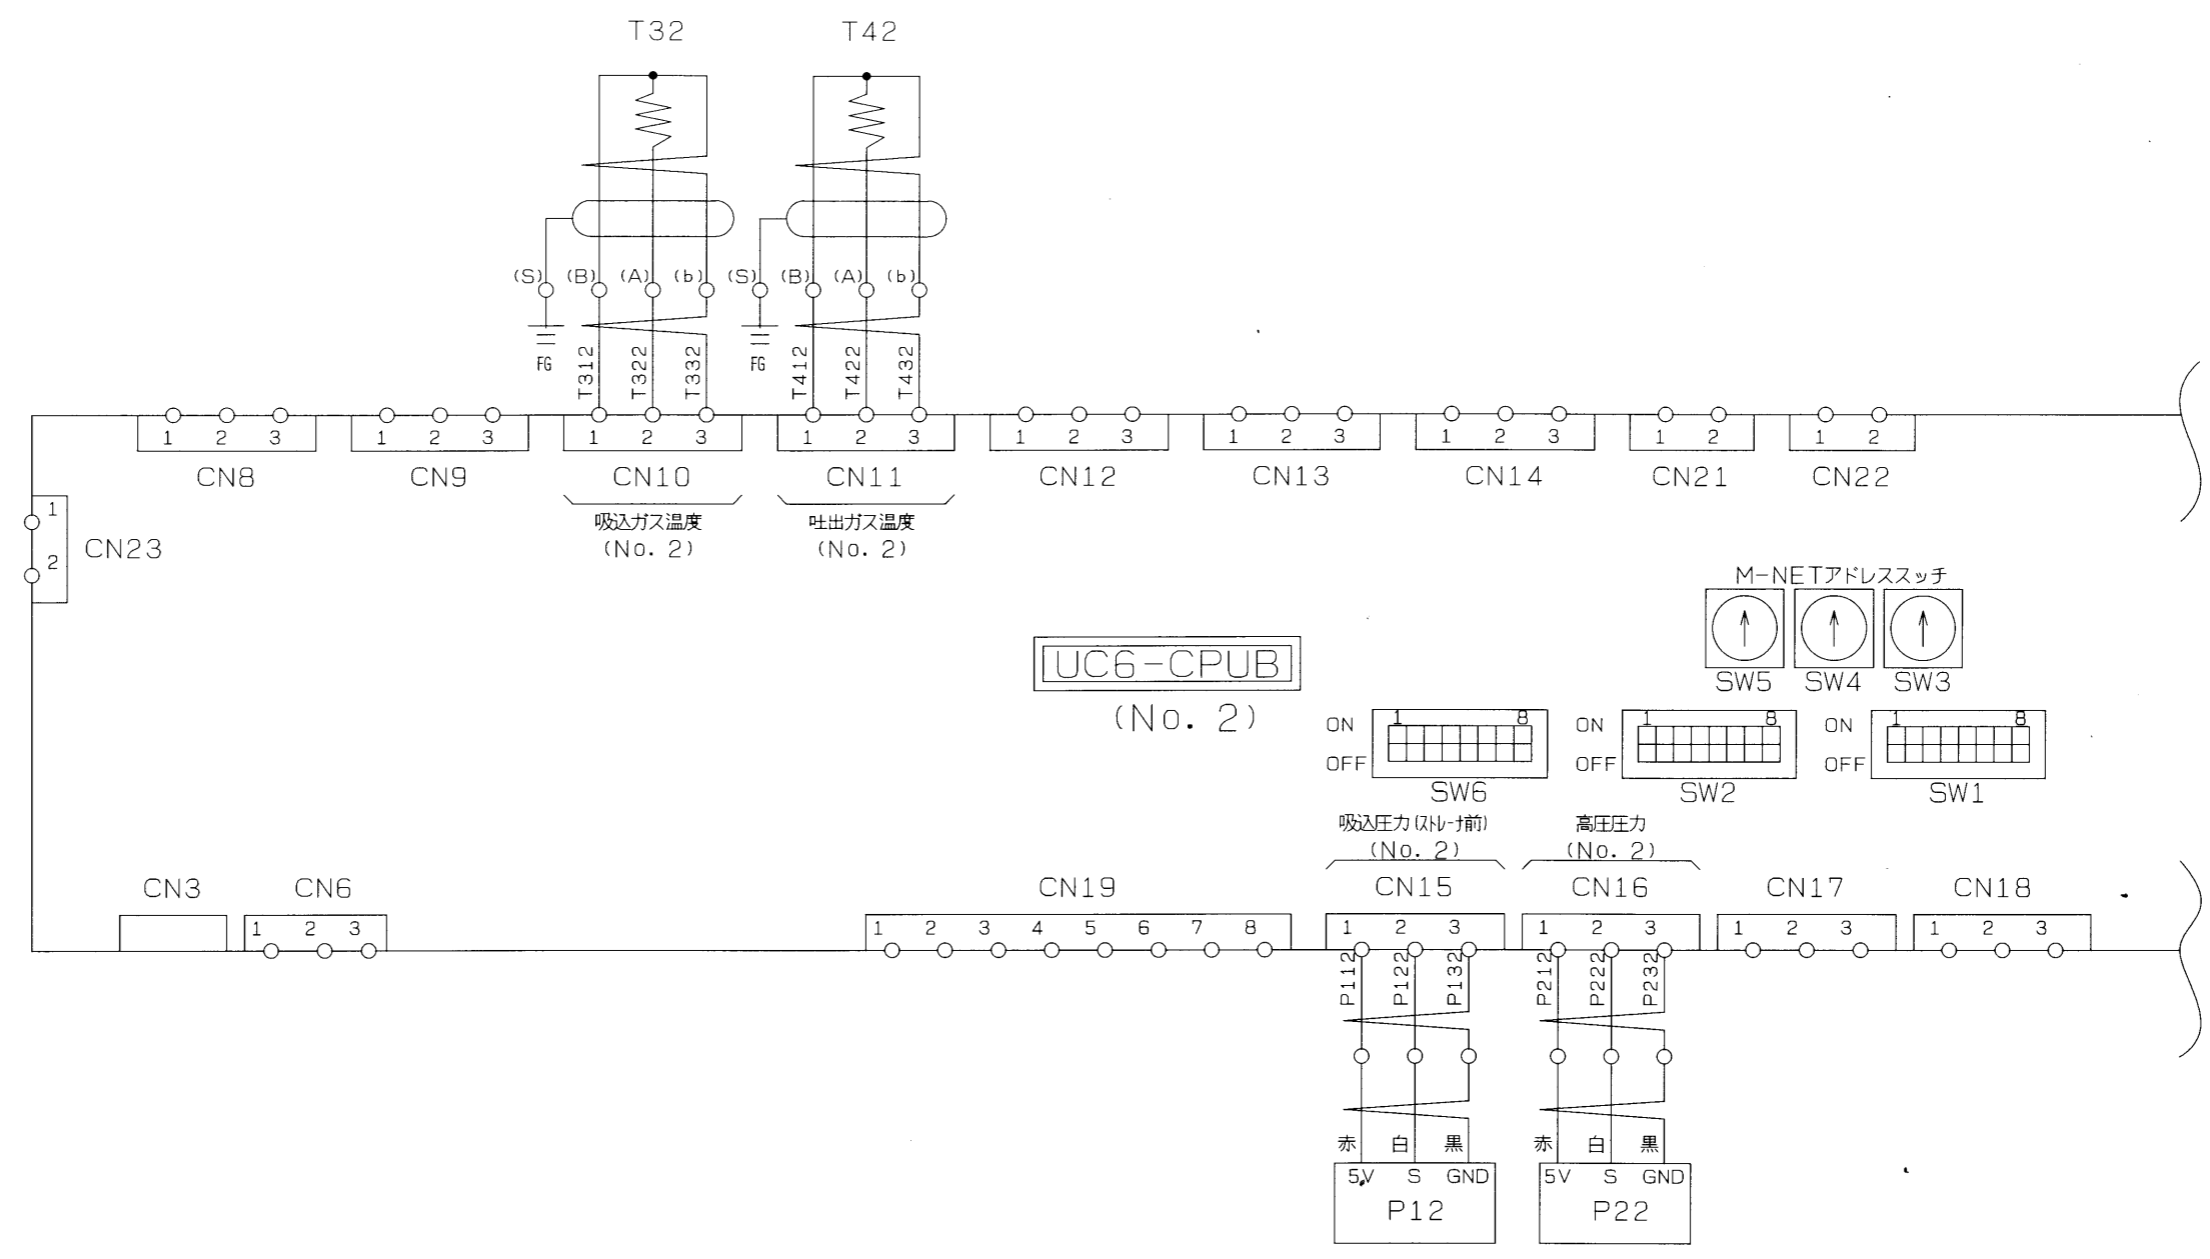 T32 T42
(S) (B) (A) (b) (S) (B) (A) (b)
FG T312 T322 T332 FG T412 T422 T432
1 2 3 1 2 3 1 2 3 1 2 3 1 2 3 1 2 3 1 2 3 1 2 1 2
CN8 CN9 CN10 CN11 CN12 CN13 CN14 CN21 CN22
吸込ガス温度 吐出ガス温度
(No. 2) (No. 2)
1
CN23
2
M-NETアドレススッチ
SW5 SW4 SW3
UC6-CPUB
(No. 2)
ON 1 8 ON 1 8 ON 1 8
OFF OFF OFF
SW6 SW2 SW1
吸込圧力(ストレーナ前) 高圧圧力
(No. 2) (No. 2)
CN3 CN6 CN19 CN15 CN16 CN17 CN18
1 2 3 1 2 3 4 5 6 7 8 1 2 3 1 2 3 1 2 3 1 2 3
P112 P122 P132 P212 P222 P232
赤 白 黒 赤 白 黒
5V S GND 5V S GND
P12 P22